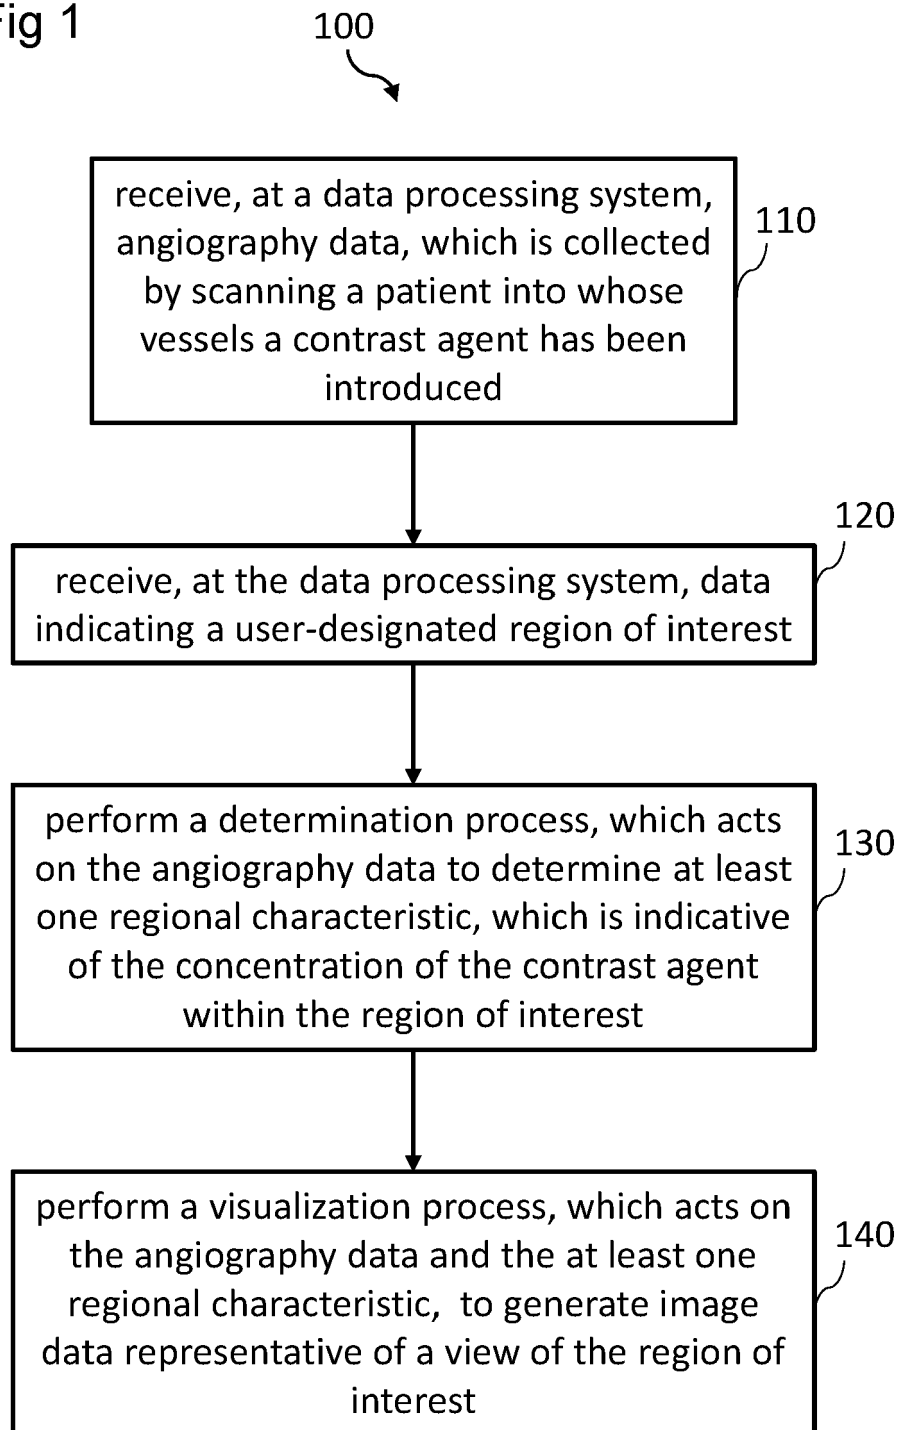 Fig 1
100
receive, at a data processing system,
angiography data, which is collected
by scanning a patient into whose
vessels a contrast agent has been
introduced
110
receive, at the data processing system, data
indicating a user-designated region of interest
120
perform a determination process, which acts
on the angiography data to determine at least
one regional characteristic, which is indicative
of the concentration of the contrast agent
within the region of interest
130
perform a visualization process, which acts on
the angiography data and the at least one
regional characteristic,  to generate image
data representative of a view of the region of
interest
140